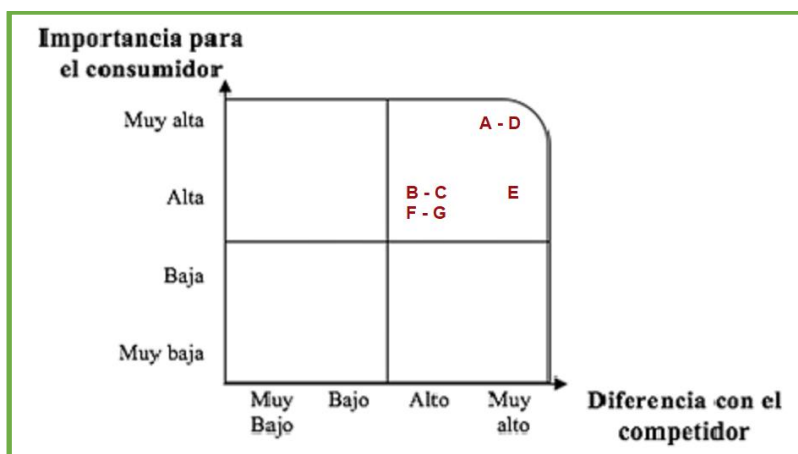 Importancia para
el consumidor
Muy alta
A - D
Alta
B - C
E
F - G
Baja
Muy baja
Muy
Bajo
Bajo
Alto
Muy
alto
Diferencia con el
competidor